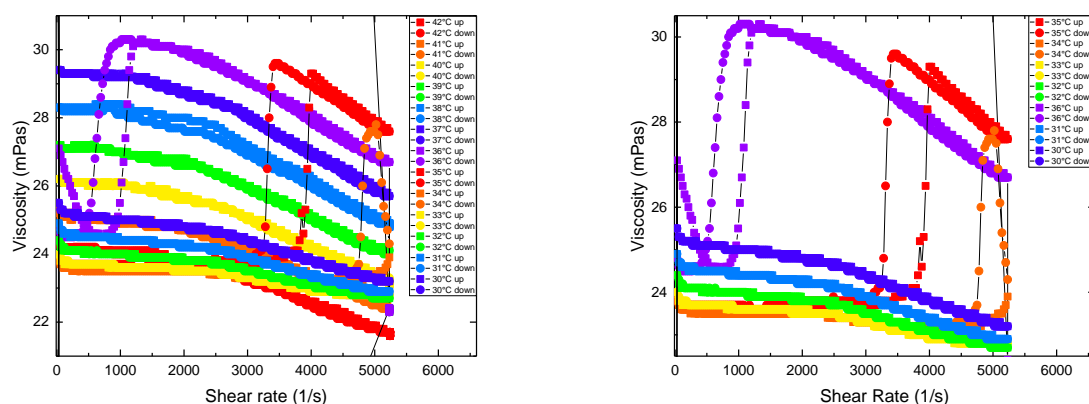 Viscosity (mPas)
30
28
26
24
22
0 1000 2000 3000 4000 5000 6000
Shear rate (1/s)
42°C up
42°C down
41°C up
41°C down
40°C up
40°C down
39°C up
39°C down
38°C up
38°C down
37°C up
37°C down
36°C up
36°C down
35°C up
35°C down
34°C up
34°C down
33°C up
33°C down
32°C up
32°C down
31°C up
31°C down
30°C up
30°C down
Viscosity (mPas)
30
28
26
24
0 1000 2000 3000 4000 5000 6000
Shear Rate (1/s)
35°C up
35°C down
34°C up
34°C down
33°C up
33°C down
32°C up
32°C down
36°C up
36°C down
31°C up
31°C down
30°C up
30°C down